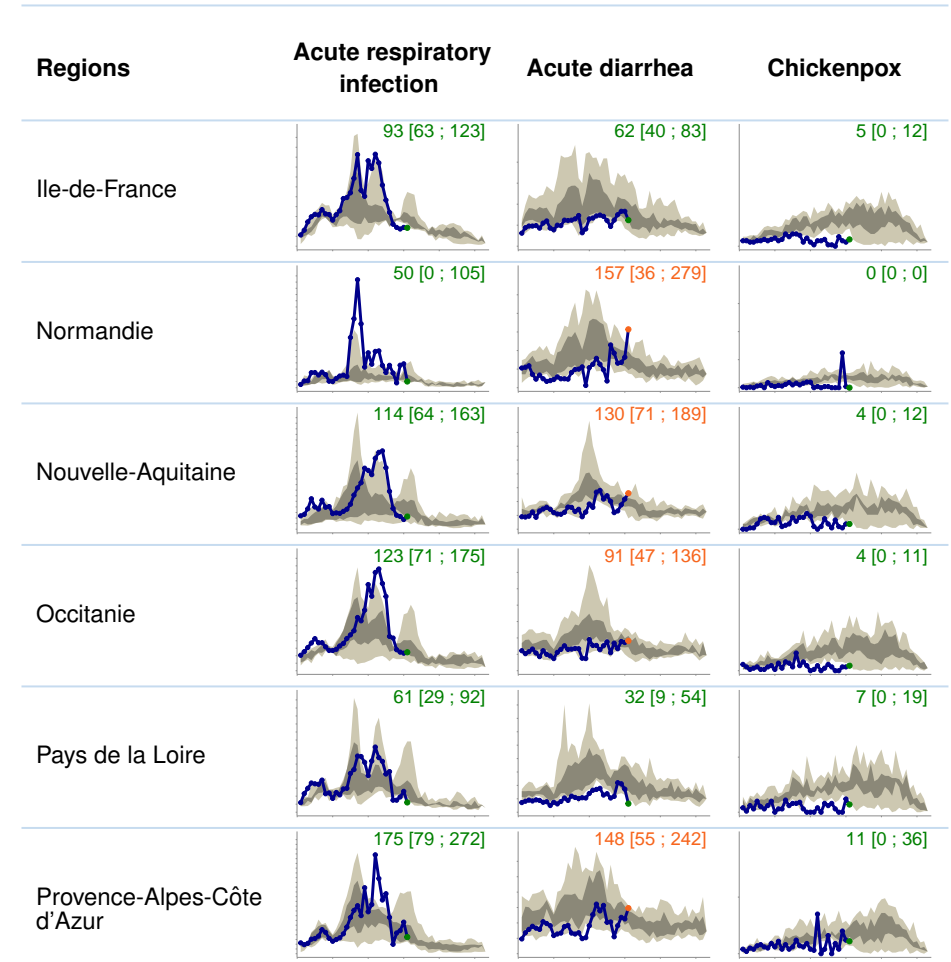 Regions
Acute respiratory
infection
Acute diarrhea
Chickenpox
Ile-de-France
93 [63 ; 123]
62 [40 ; 83]
5 [0 ; 12]
Normandie
50 [0 ; 105]
157 [36 ; 279]
0 [0 ; 0]
Nouvelle-Aquitaine
114 [64 ; 163]
130 [71 ; 189]
4 [0 ; 12]
Occitanie
123 [71 ; 175]
91 [47 ; 136]
4 [0 ; 11]
Pays de la Loire
61 [29 ; 92]
32 [9 ; 54]
7 [0 ; 19]
Provence-Alpes-Côte
d'Azur
175 [79 ; 272]
148 [55 ; 242]
11 [0 ; 36]